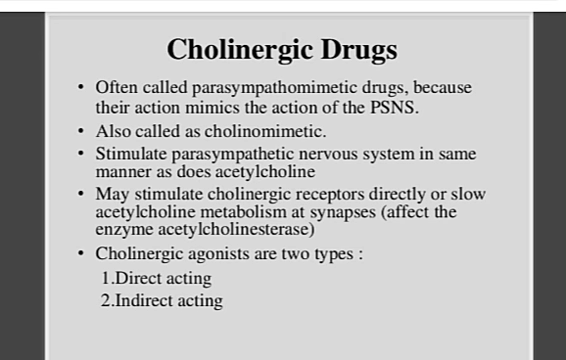 Cholinergic Drugs
• Often called parasympathomimetic drugs, because
their action mimics the action of the PSNS.
• Also called as cholinomimetic.
• Stimulate parasympathetic nervous system in same
manner as does acetylcholine
• May stimulate cholinergic receptors directly or slow
acetylcholine metabolism at synapses (affect the
enzyme acetylcholinesterase)
• Cholinergic agonists are two types :
1.Direct acting
2.Indirect acting